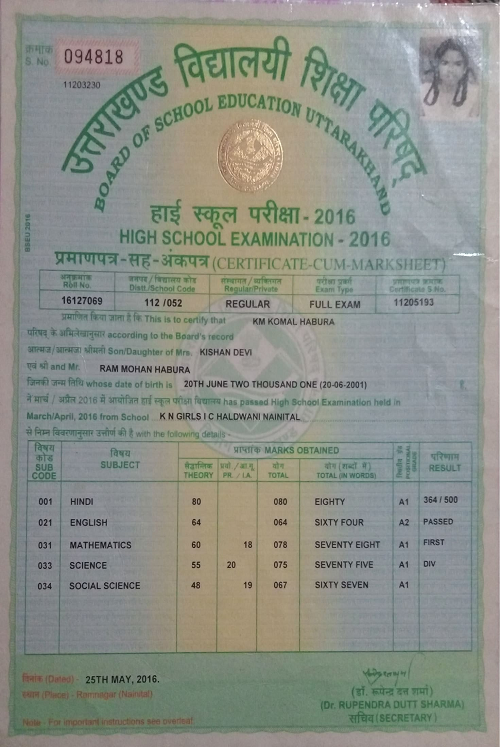 क्रमांक
S. No. 094818
11203230
उत्तराखण्ड विद्यालयी शिक्षा परिषद्
BOARD OF SCHOOL EDUCATION UTTARAKHAND
BSEU 2016
हाई स्कूल परीक्षा - 2016
HIGH SCHOOL EXAMINATION - 2016
प्रमाणपत्र-सह-अंकपत्र (CERTIFICATE-CUM-MARKSHEET)
अनुक्रमांक जनपद / विद्यालय कोड संस्थागत / व्यक्तिगत परीक्षा प्रकार प्रमाणपत्र क्रमांक
Roll No. Distt./School Code Regular/Private Exam Type Certificate S.No.
16127069 112 /052 REGULAR FULL EXAM 11205193
प्रमाणित किया जाता है कि This is to certify that KM KOMAL HABURA
परिषद के अभिलेखानुसार according to the Board's record
आत्मज/आत्मजा श्रीमती Son/Daughter of Mrs. KISHAN DEVI
एवं श्री and Mr. RAM MOHAN HABURA
जिनकी जन्म तिथि whose date of birth is 20TH JUNE TWO THOUSAND ONE (20-06-2001)
ने मार्च / अप्रैल 2016 में आयोजित हाई स्कूल परीक्षा has passed High School Examination held in
March/April, 2016 from School K N GIRLS I C HALDWANI NAINITAL
से निम्न विवरणानुसार उत्तीर्ण की है with the following details -
विषय कोड SUB CODE विषय SUBJECT प्राप्तांक MARKS OBTAINED POSITIONAL GRADE परिणाम RESULT
सैद्धान्तिक THEORY PR. / I.A. योग TOTAL योग (शब्दों में) TOTAL (IN WORDS)
001 HINDI 80 080 EIGHTY A1 364 / 500
021 ENGLISH 64 064 SIXTY FOUR A2 PASSED
031 MATHEMATICS 60 18 078 SEVENTY EIGHT A1 FIRST
033 SCIENCE 55 20 075 SEVENTY FIVE A1 DIV
034 SOCIAL SCIENCE 48 19 067 SIXTY SEVEN A1
दिनांक (Dated) - 25TH MAY, 2016.
स्थान (Place) - Ramnagar (Nainital)
(डॉ. रूपेन्द्र दत्त शर्मा)
(Dr. RUPENDRA DUTT SHARMA)
सचिव (SECRETARY)
Note - For important instructions see overleaf.